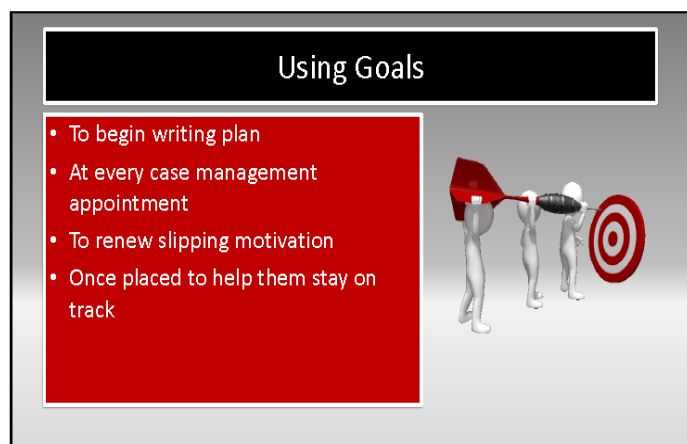 Using Goals
• To begin writing plan
• At every case management
appointment
• To renew slipping motivation
• Once placed to help them stay on
track